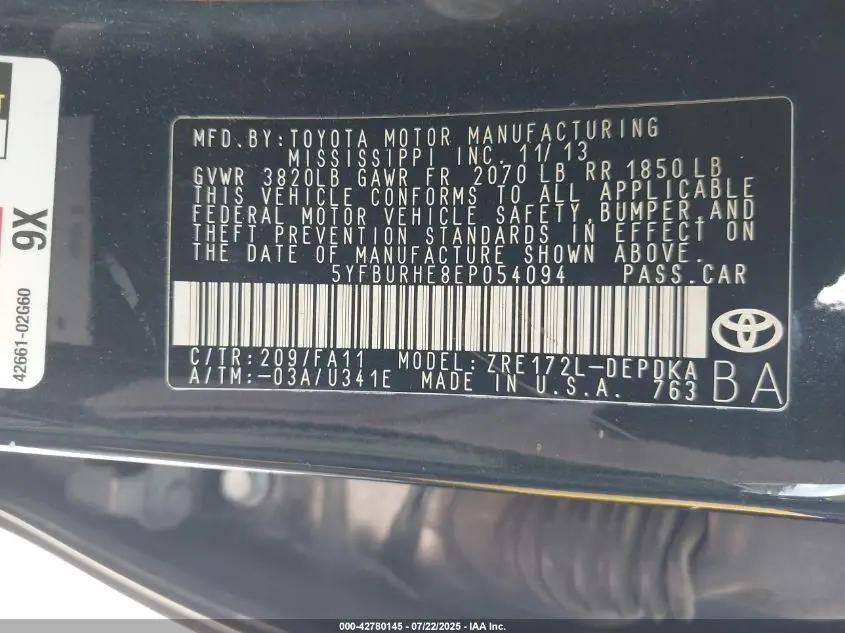 MFD.BY:TOYOTA MOTOR MANUFACTURING
MISSISSIPPI INC. 11/13
GVWR 3820LB GAWR FR 2070 LB RR 1850 LB
THIS VEHICLE CONFORMS TO ALL APPLICABLE
FEDERAL MOTOR VEHICLE SAFETY,BUMPER,AND
THEFT PREVENTION STANDARDS IN EFFECT ON
THE DATE OF MANUFACTURE SHOWN ABOVE.
5YFBURHE8EP054094 PASS.CAR
C/TR:209/FA11 MODEL:ZRE172L-DEPDKA
A/TM:-03A/U341E MADE IN U.S.A. 763
BA
9X
42661-02G60
000-42780145 - 07/22/2025 - IAA Inc.